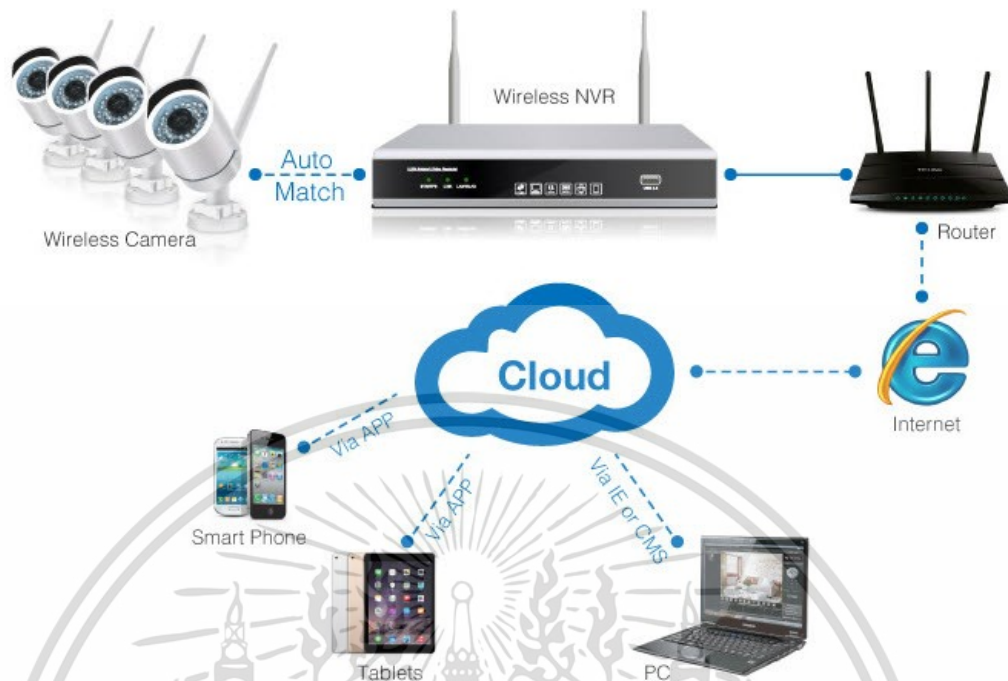 Wireless NVR
Auto
Match
Wireless Camera
Router
Cloud
Internet
Via APP
Via APP
Via IE or CMS
Smart Phone
Tablets
PC